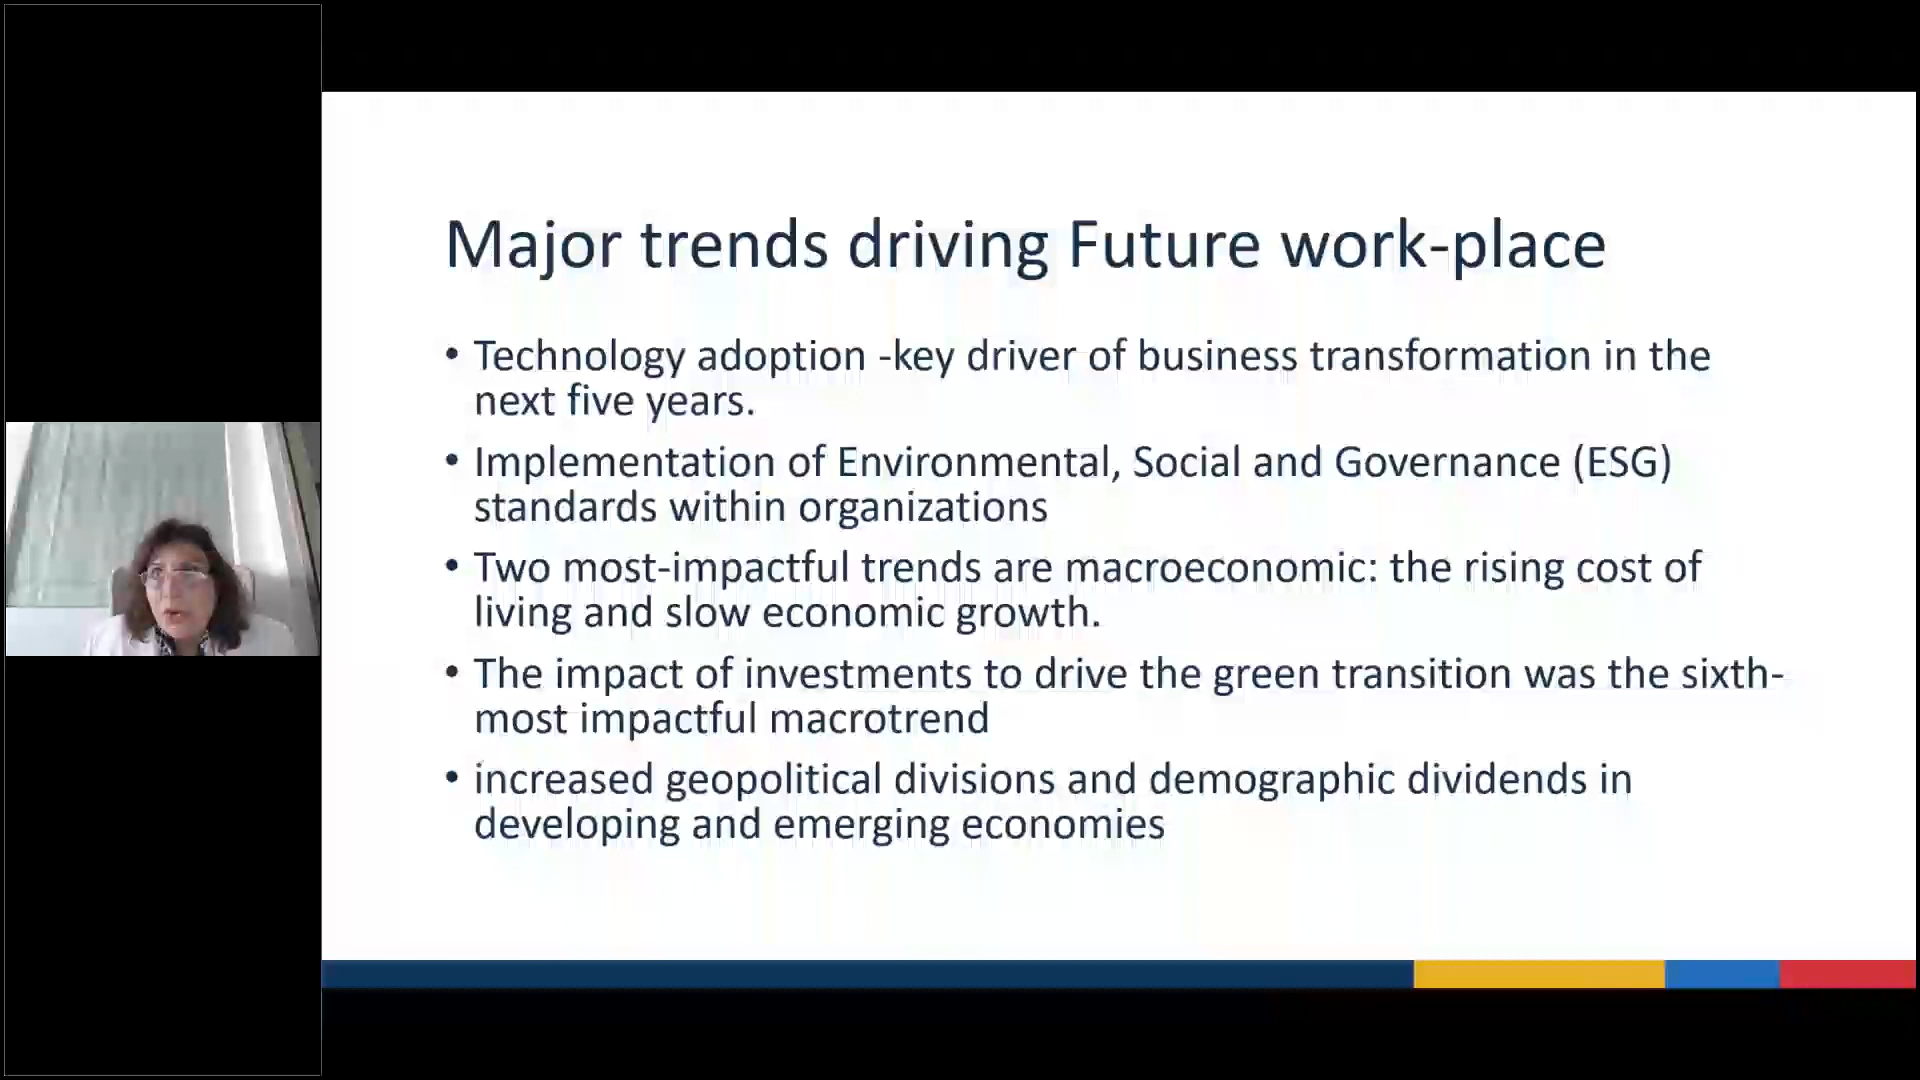 Major trends driving Future work-place
• Technology adoption -key driver of business transformation in the
next five years.
• Implementation of Environmental, Social and Governance (ESG)
standards within organizations
• Two most-impactful trends are macroeconomic: the rising cost of
living and slow economic growth.
• The impact of investments to drive the green transition was the sixth-
most impactful macrotrend
• increased geopolitical divisions and demographic dividends in
developing and emerging economies